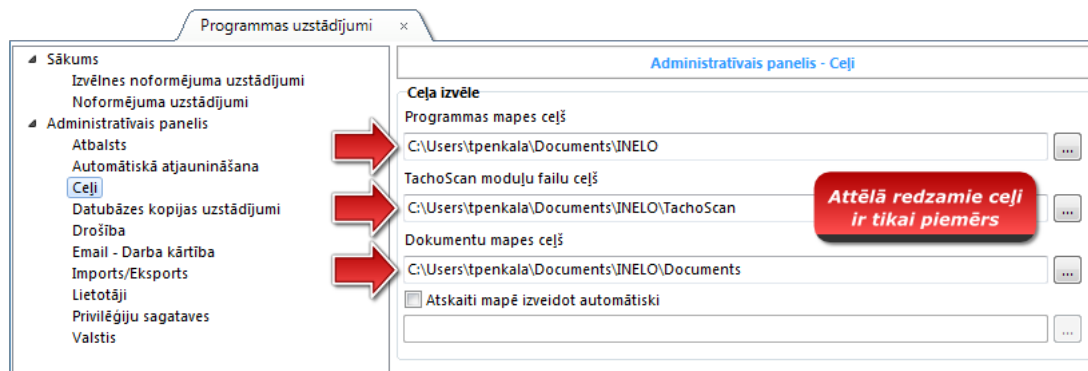 Programmas uzstādījumi
Sākums
Izvēlnes noformējuma uzstādījumi
Noformējuma uzstādījumi
Administratīvais panelis
Atbalsts
Automātiskā atjaunināšana
Ceļi
Datubāzes kopijas uzstādījumi
Drošība
Email - Darba kārtība
Imports/Eksports
Lietotāji
Privilēģiju sagataves
Valstis
Administratīvais panelis - Ceļi
Ceļa izvēle
Programmas mapes ceļš
C:\Users\tpenkala\Documents\INELO
...
TachoScan moduļu failu ceļš
C:\Users\tpenkala\Documents\INELO\TachoScan
...
Attēlā redzamie ceļi
ir tikai piemērs
Dokumentu mapes ceļš
C:\Users\tpenkala\Documents\INELO\Documents
...
Atskaiti mapē izveidot automātiski
...